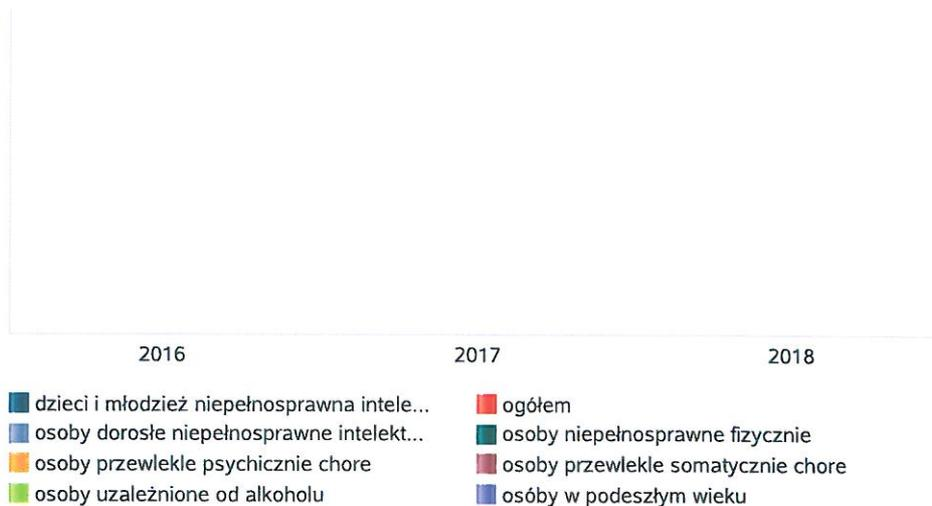 2016 2017 2018
dzieci i młodzież niepełnosprawna intele... ogółem
osoby dorosłe niepełnosprawne intelekt... osoby niepełnosprawne fizycznie
osoby przewlekle psychicznie chore osoby przewlekle somatycznie chore
osoby uzależnione od alkoholu osóby w podeszłym wieku